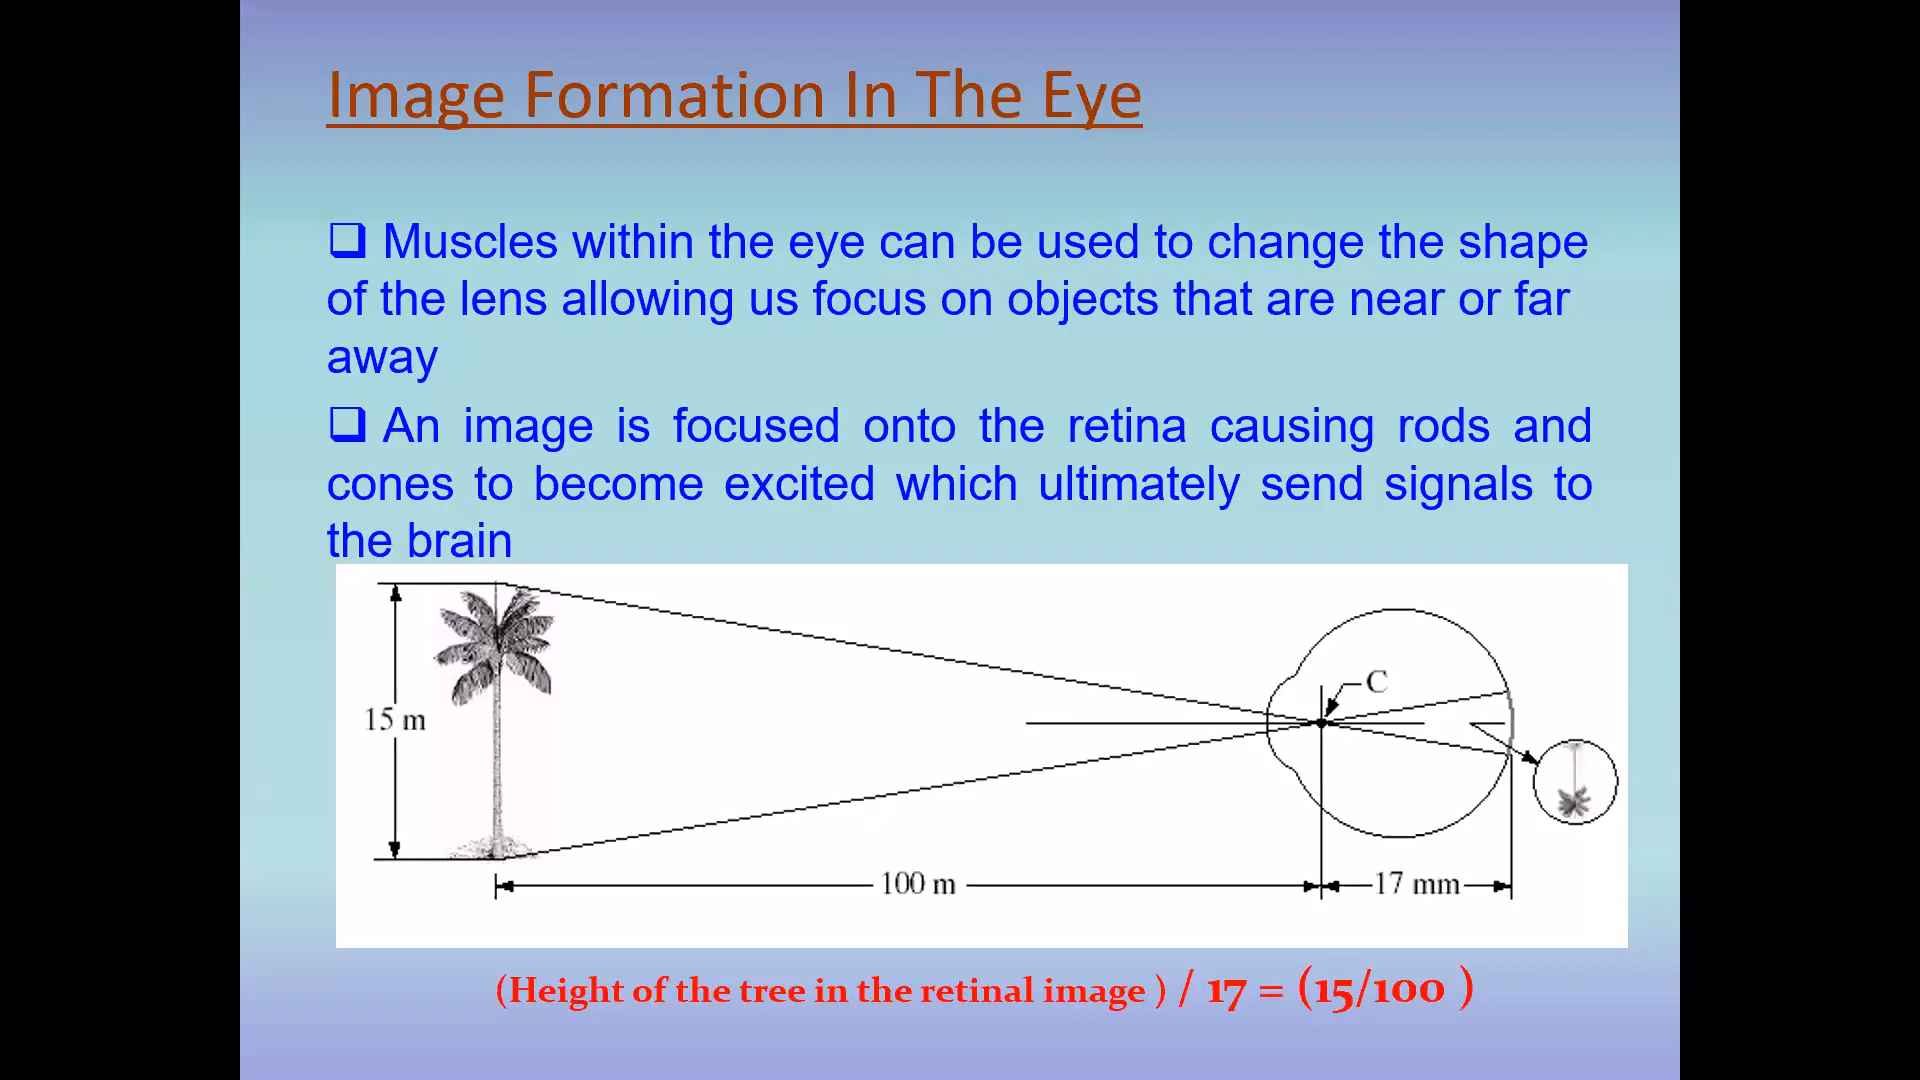 Image Formation In The Eye
❑ Muscles within the eye can be used to change the shape
of the lens allowing us focus on objects that are near or far
away
❑ An image is focused onto the retina causing rods and
cones to become excited which ultimately send signals to
the brain
C
15 m
100 m
17 mm
(Height of the tree in the retinal image ) / 17 = (15/100 )